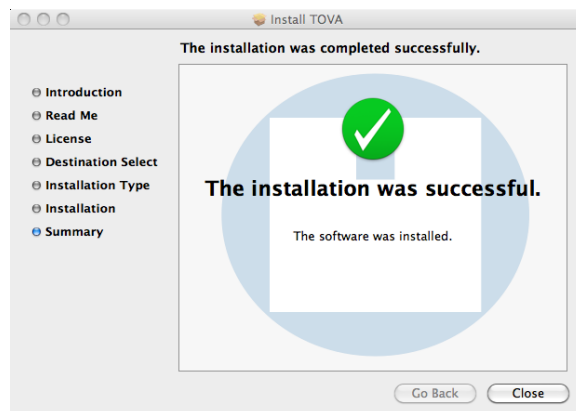 Install TOVA
The installation was completed successfully.
Introduction
Read Me
License
Destination Select
Installation Type
Installation
Summary
The installation was successful.
The software was installed.
Go Back
Close